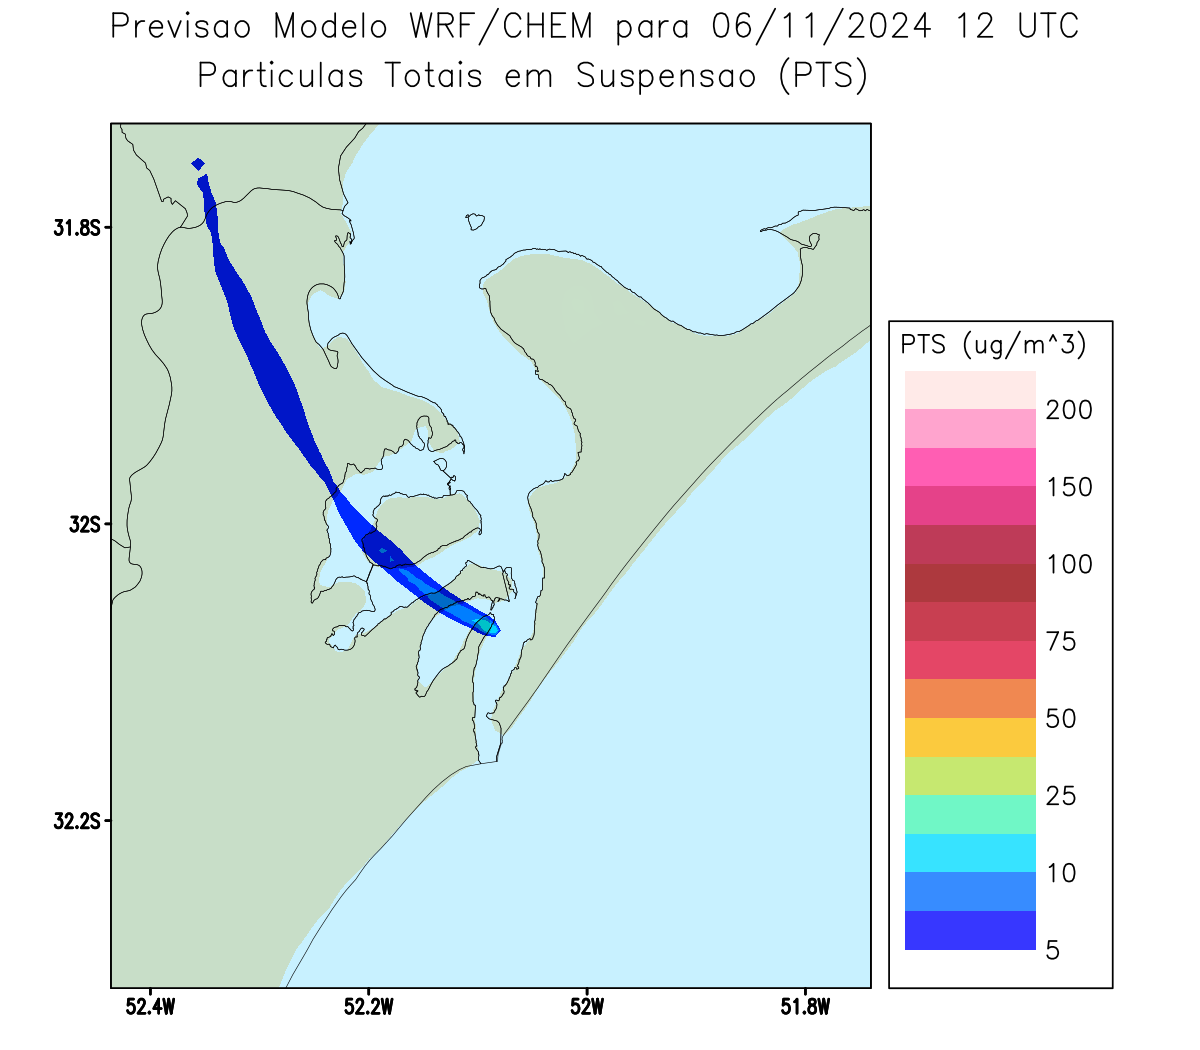 Previsao Modelo WRF/CHEM para 06/11/2024 12 UTC
Particulas Totais em Suspensao (PTS)
31.8S
32S
32.2S
52.4W
52.2W
52W
51.8W
PTS (ug/m^3)
200
150
100
75
50
25
10
5